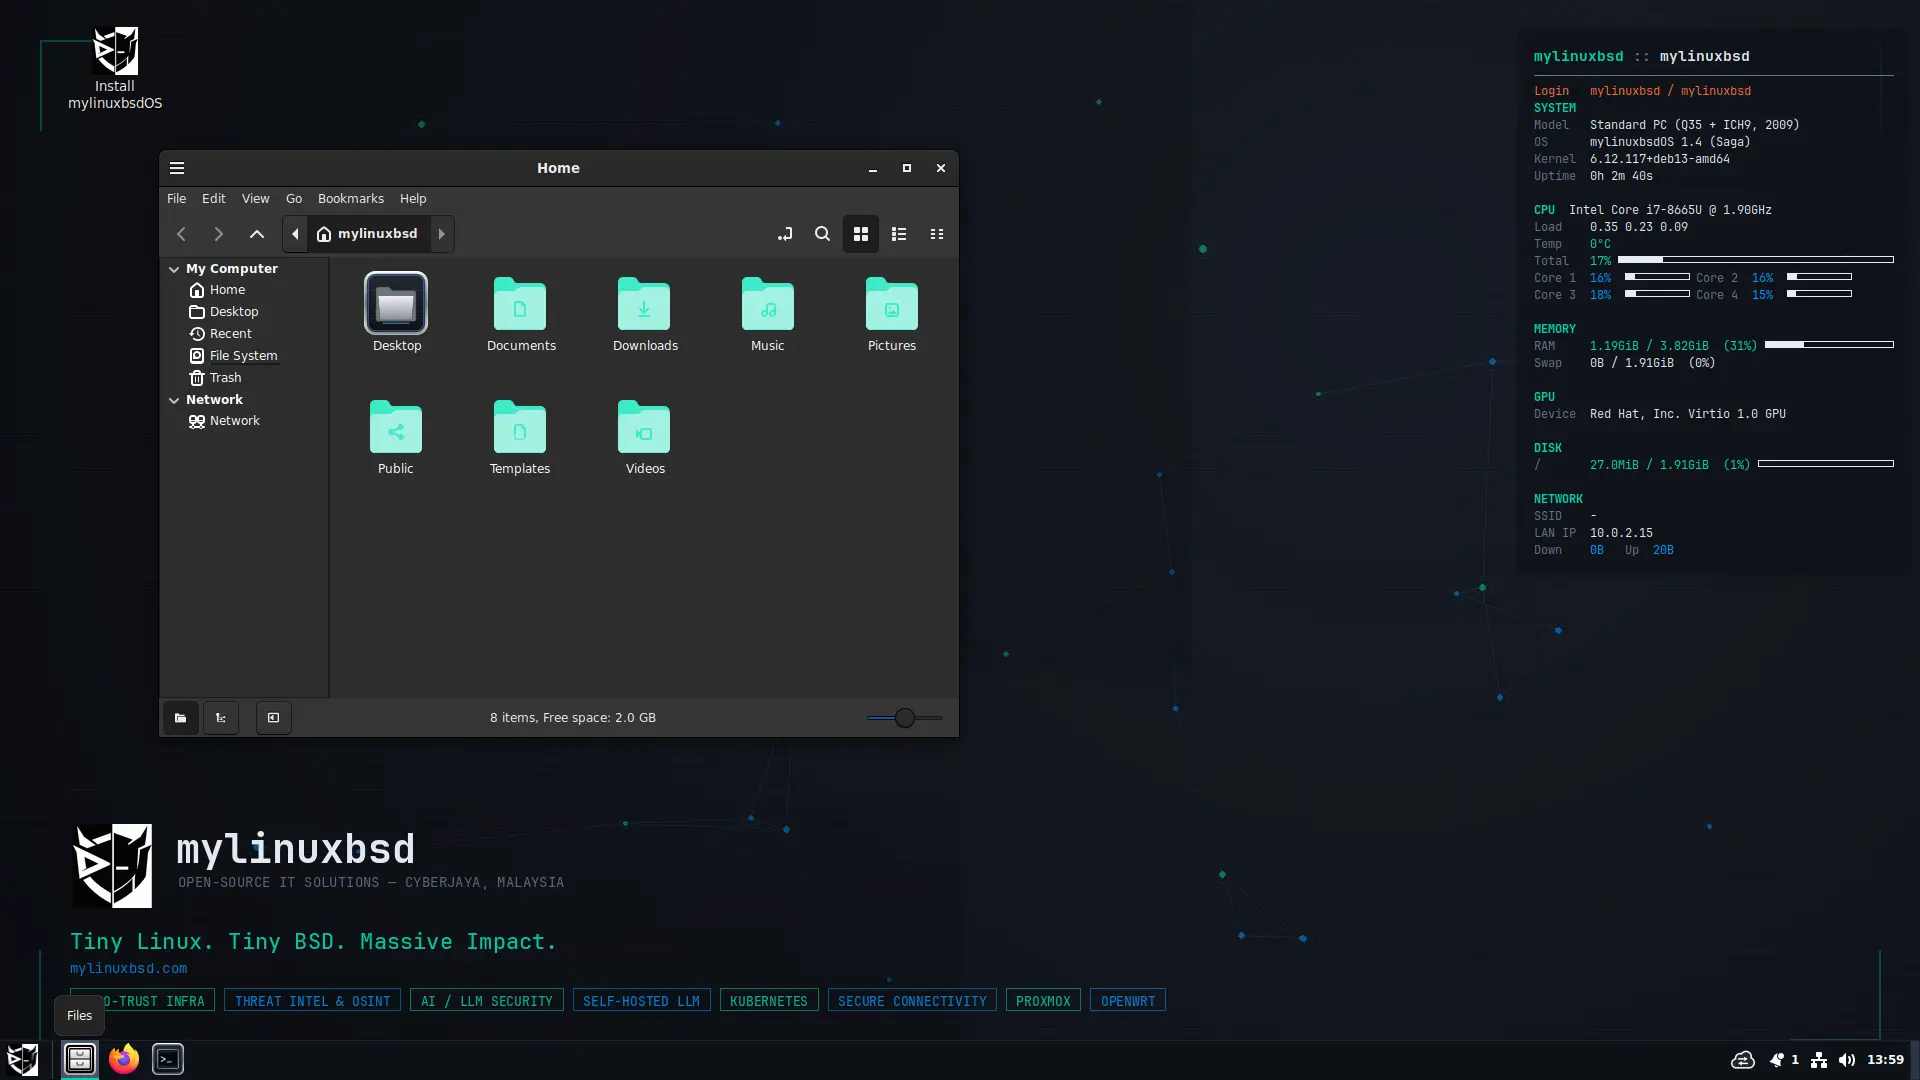 Install
mylinuxbsdOS
Home
File Edit View Go Bookmarks Help
mylinuxbsd
My Computer
Home
Desktop
Recent
File System
Trash
Network
Network
Desktop Documents Downloads Music Pictures
Public Templates Videos
8 items, Free space: 2.0 GB
mylinuxbsd :: mylinuxbsd
Login mylinuxbsd / mylinuxbsd
SYSTEM
Model Standard PC (Q35 + ICH9, 2009)
OS mylinuxbsdOS 1.4 (Saga)
Kernel 6.12.117+deb13-amd64
Uptime 0h 2m 40s
CPU Intel Core i7-8665U @ 1.90GHz
Load 0.35 0.23 0.09
Temp 0°C
Total 17%
Core 1 16% Core 2 16%
Core 3 18% Core 4 15%
MEMORY
RAM 1.19GiB / 3.82GiB (31%)
Swap 0B / 1.91GiB (0%)
GPU
Device Red Hat, Inc. Virtio 1.0 GPU
DISK
/ 27.0MiB / 1.91GiB (1%)
NETWORK
SSID -
LAN IP 10.0.2.15
Down 0B Up 20B
mylinuxbsd
OPEN-SOURCE IT SOLUTIONS — CYBERJAYA, MALAYSIA
Tiny Linux. Tiny BSD. Massive Impact.
mylinuxbsd.com
O-TRUST INFRA THREAT INTEL & OSINT AI / LLM SECURITY SELF-HOSTED LLM KUBERNETES SECURE CONNECTIVITY PROXMOX OPENWRT
Files
1 13:59